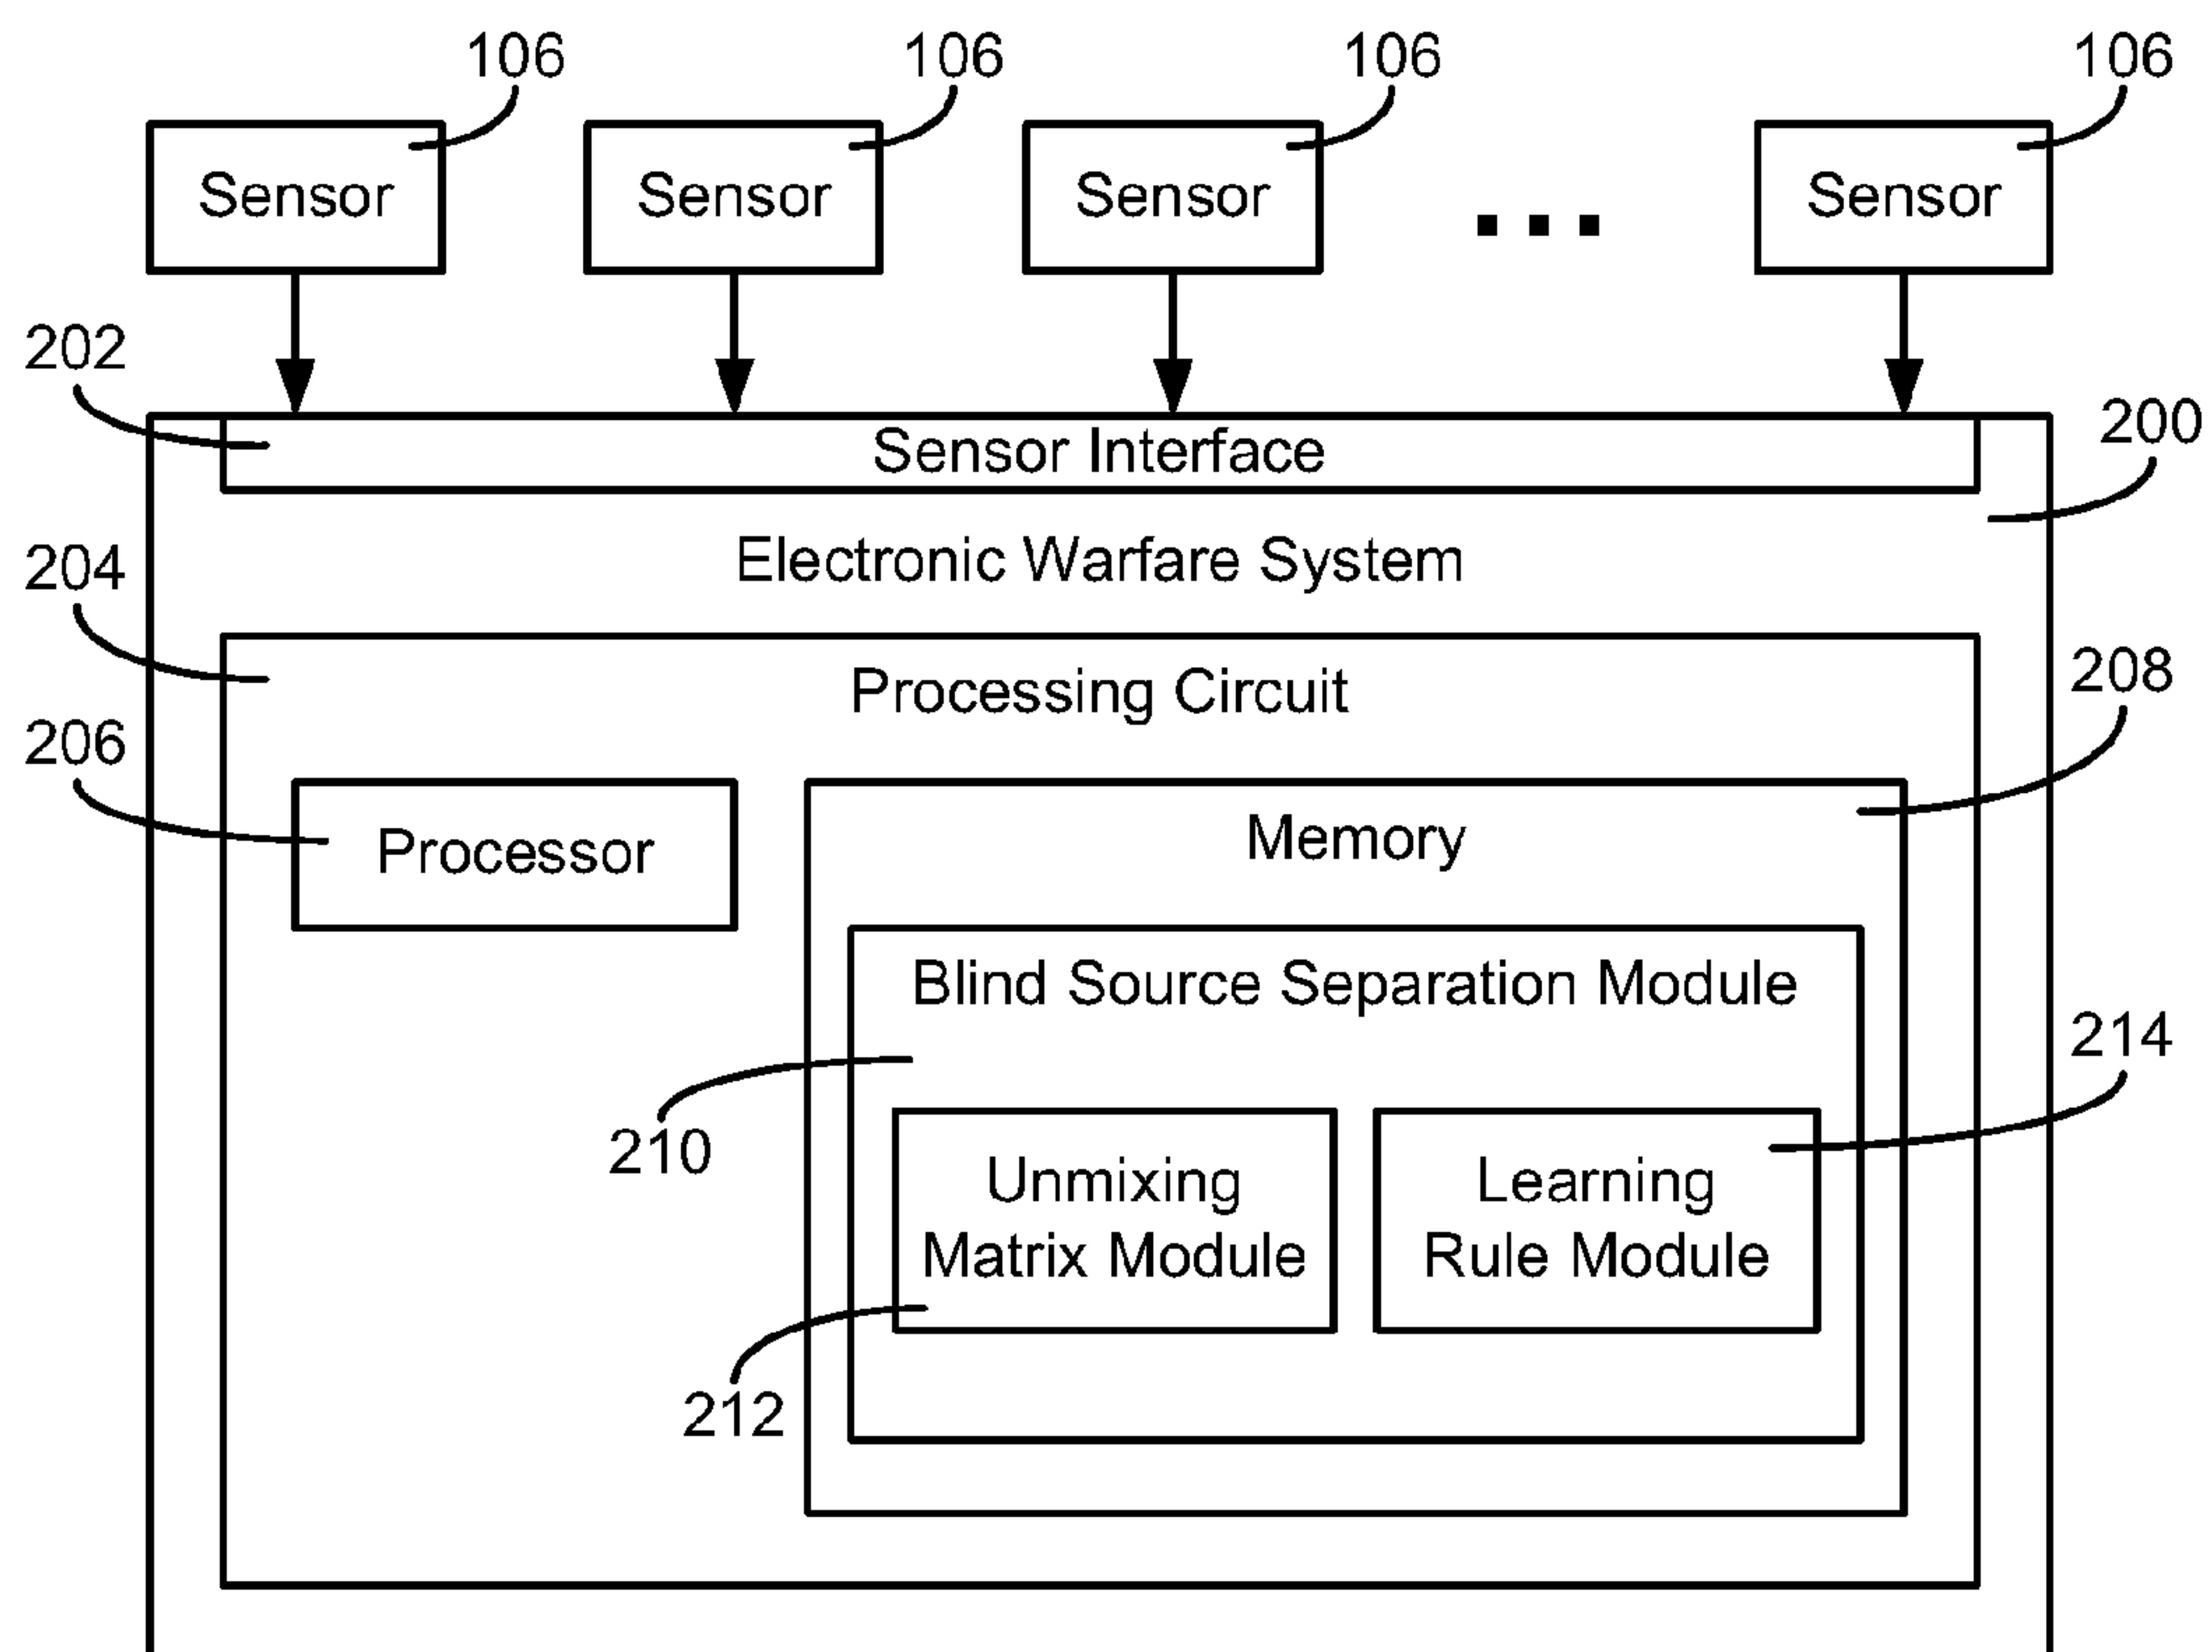 106 106 106 106
Sensor Sensor Sensor ... Sensor
202
Sensor Interface
200
Electronic Warfare System
204
Processing Circuit
208
206
Processor
Memory
Blind Source Separation Module
214
210
Unmixing
Matrix Module
Learning
Rule Module
212